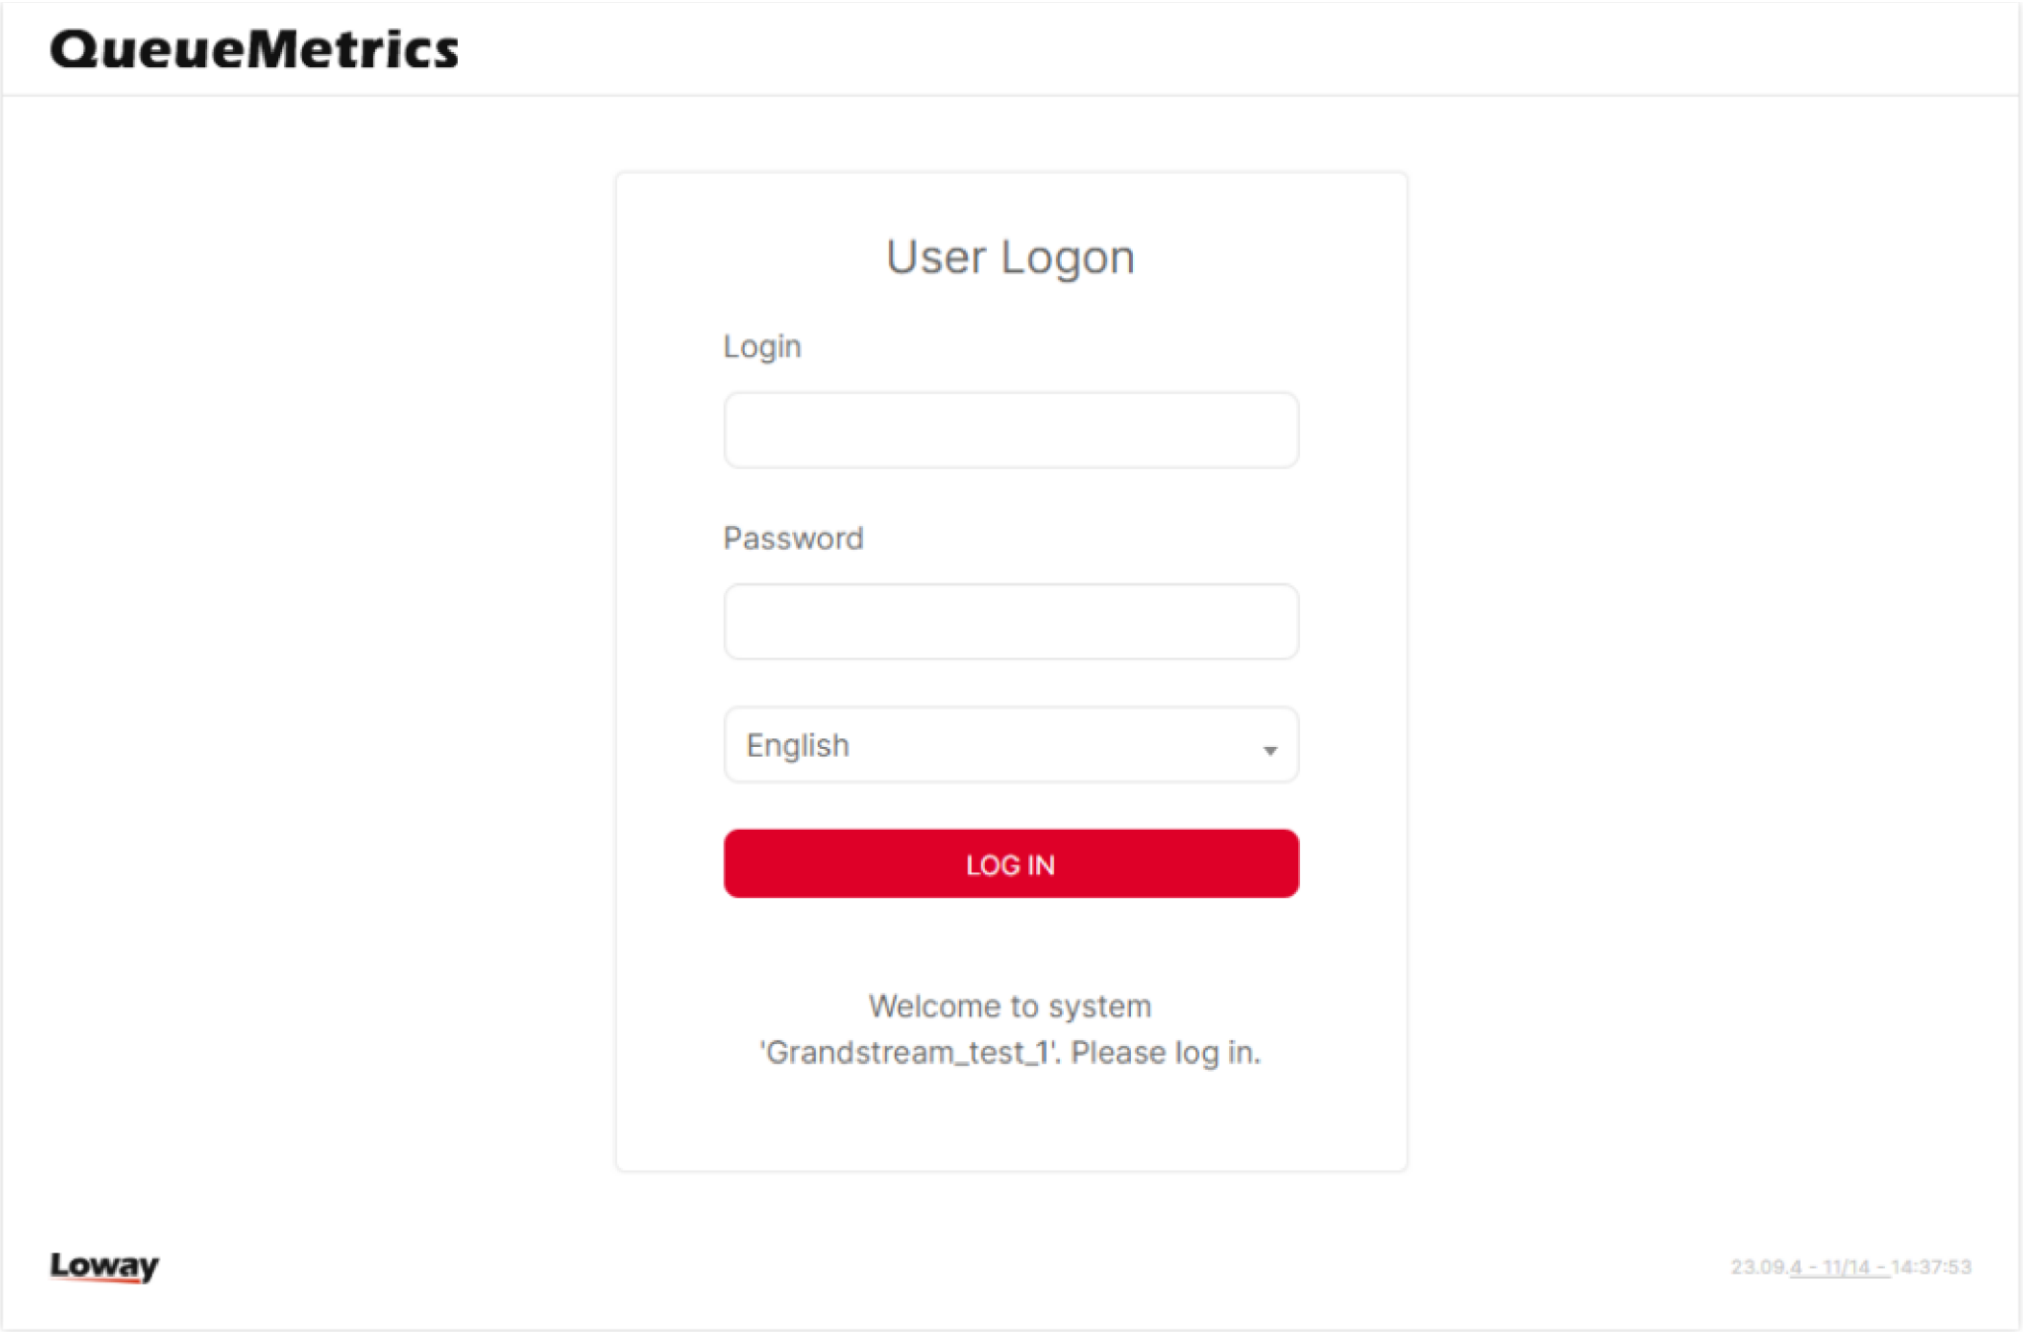 QueueMetrics
User Logon
Login
Password
English
LOG IN
Welcome to system
'Grandstream_test_1'. Please log in.
Loway
23.09.4 - 11/14 - 14:37:53